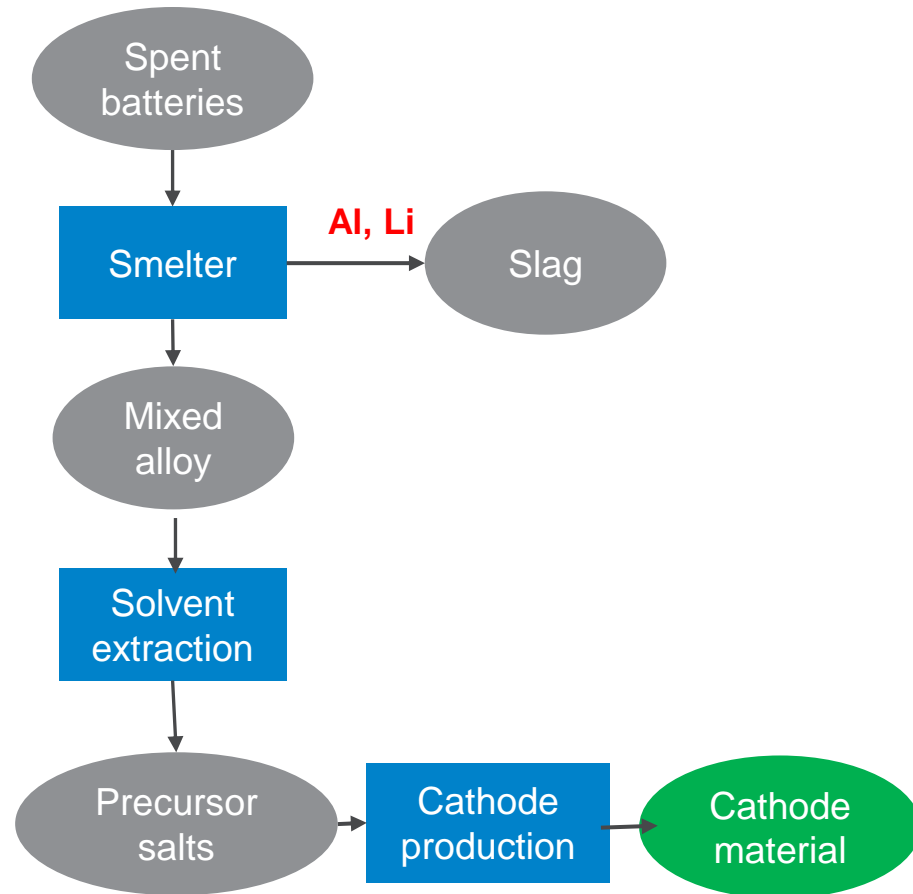 Spent
batteries
Al, Li
Smelter
Slag
Mixed
alloy
Solvent
extraction
Precursor
salts
Cathode
production
Cathode
material